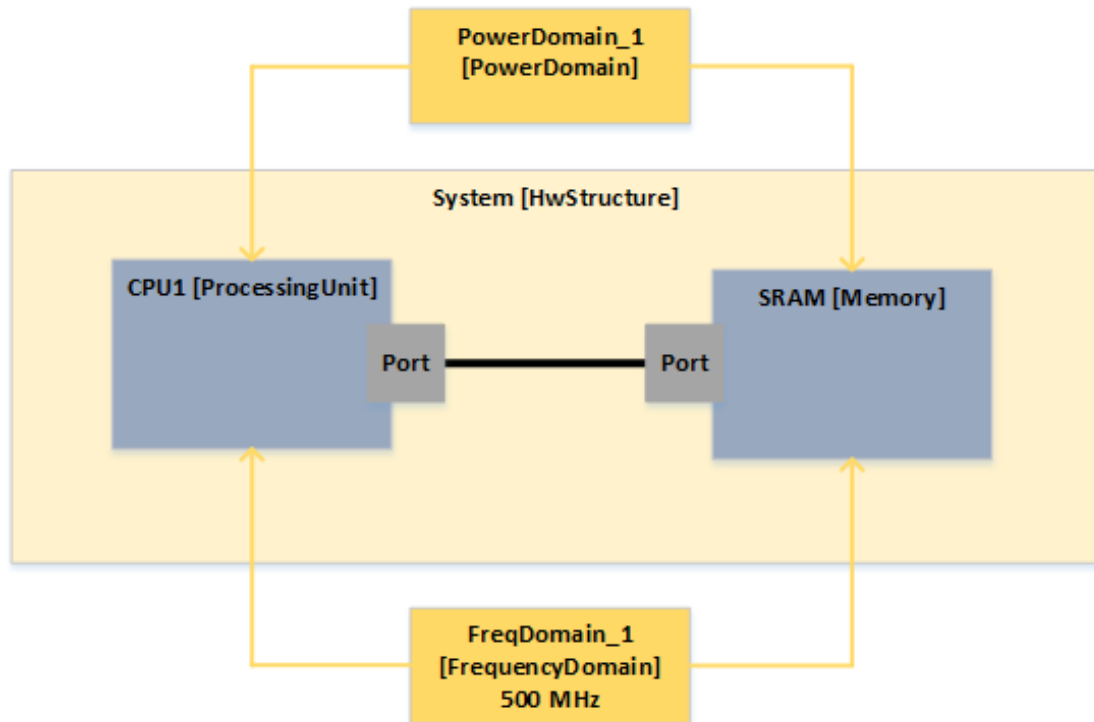 PowerDomain_1
[PowerDomain]
System [HwStructure]
CPU1 [ProcessingUnit]
SRAM [Memory]
Port
Port
FreqDomain_1
[FrequencyDomain]
500 MHz